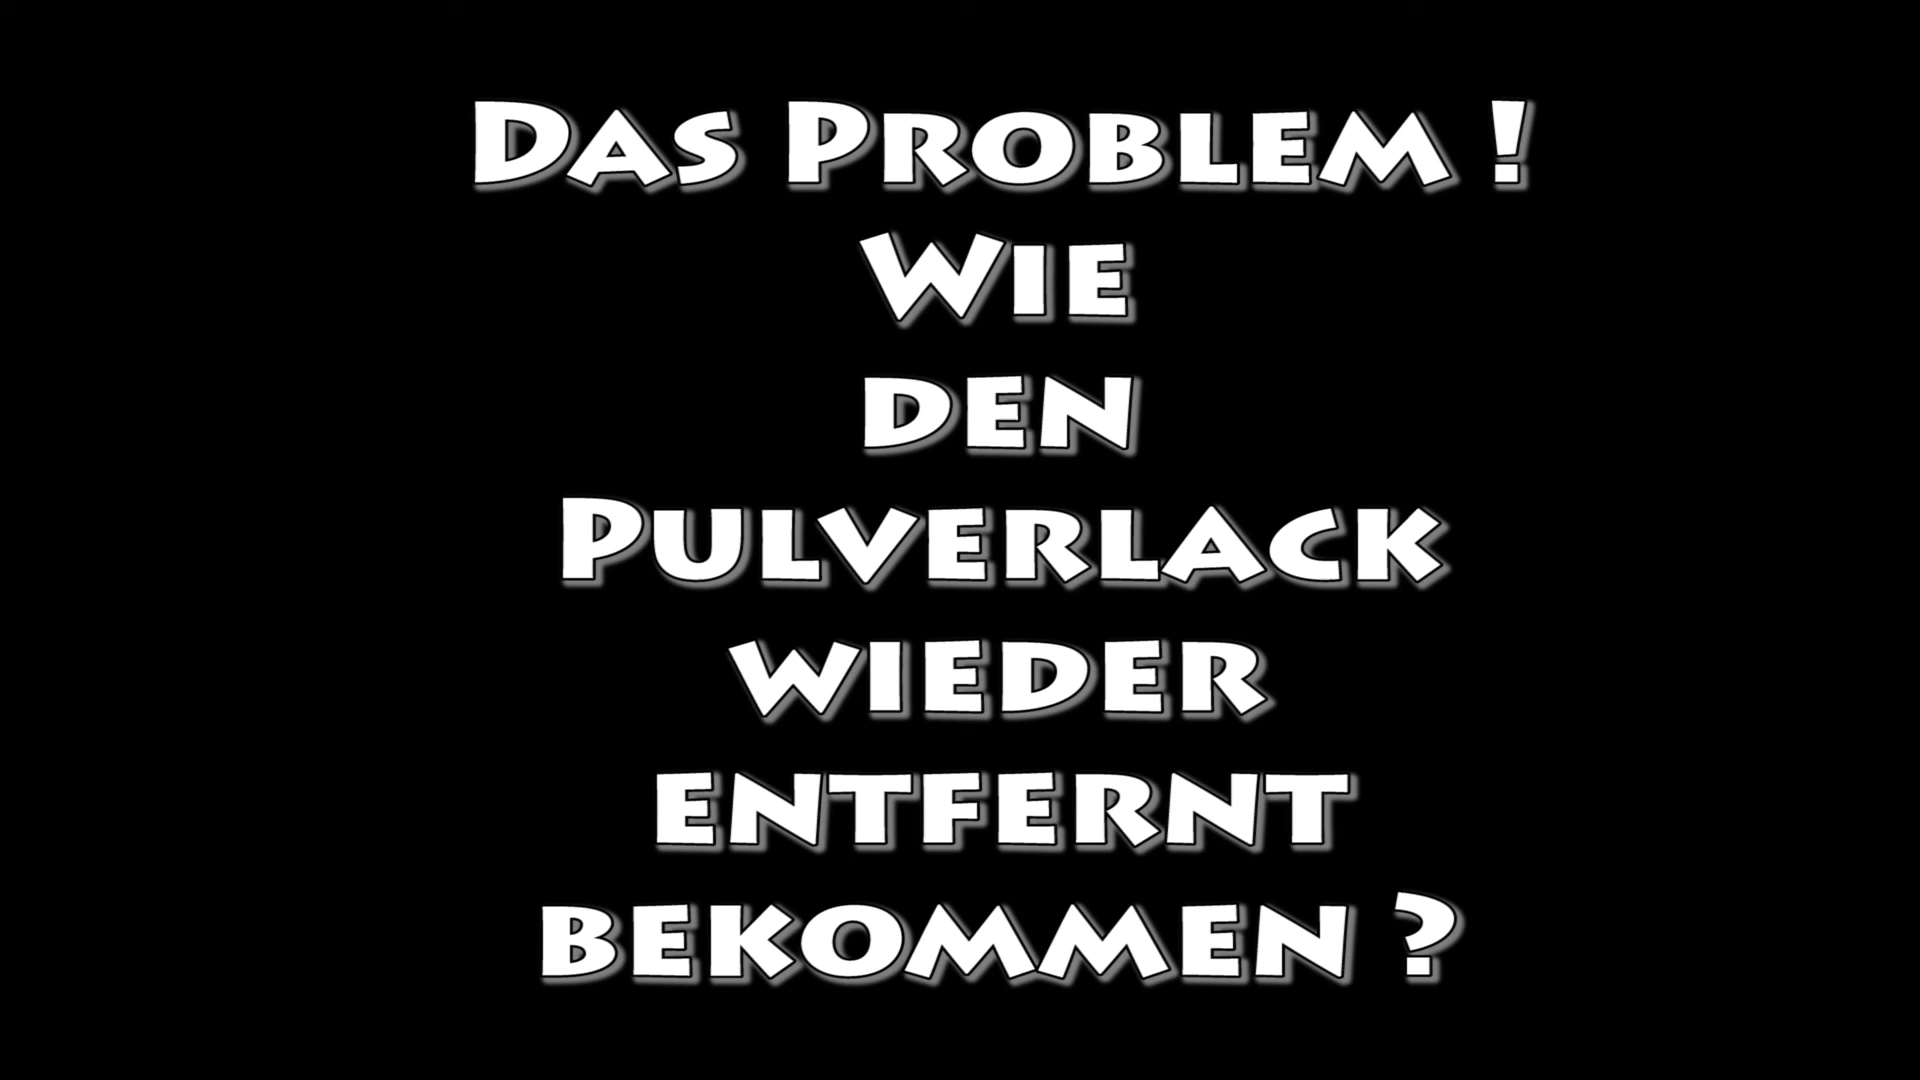 Das Problem !
Wie
den
Pulverlack
wieder
entfernt
bekommen ?